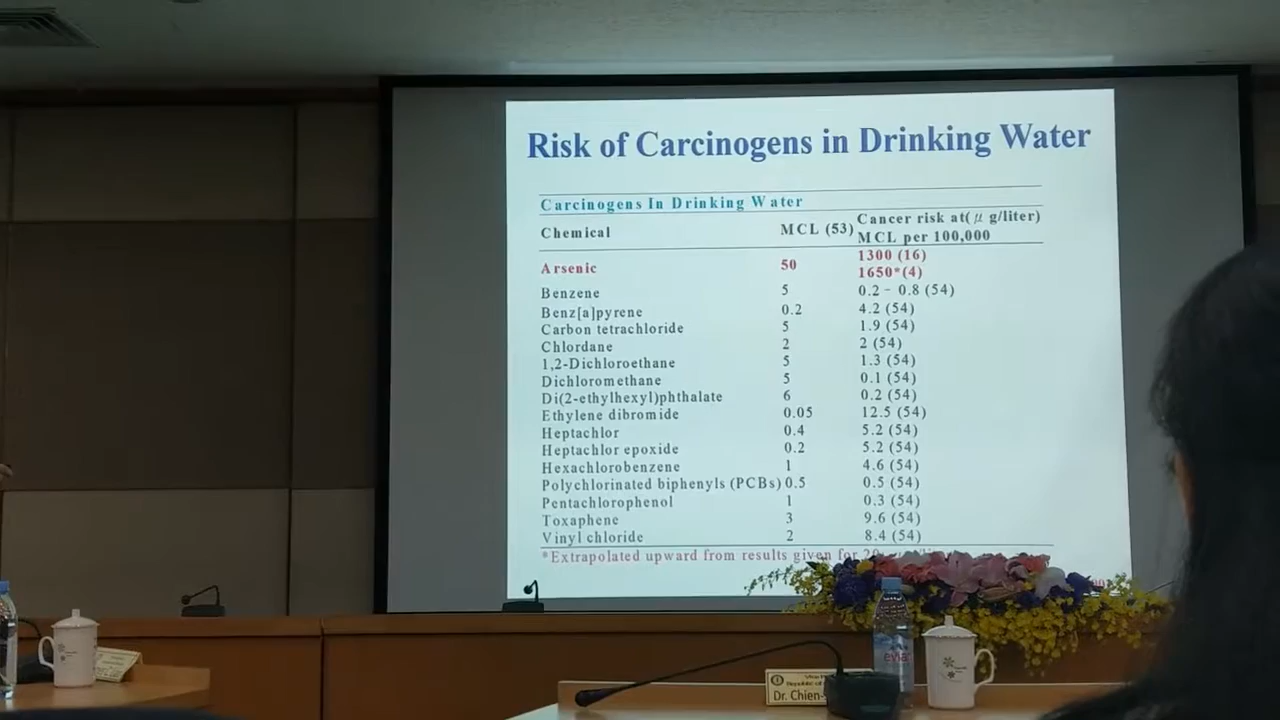 Risk of Carcinogens in Drinking Water
Carcinogens In Drinking Water
Chemical MCL (53) Cancer risk at(μ g/liter) MCL per 100,000
Arsenic 50 1300 (16) 1650*(4)
Benzene 5 0.2 - 0.8 (54)
Benz[a]pyrene 0.2 4.2 (54)
Carbon tetrachloride 5 1.9 (54)
Chlordane 2 2 (54)
1,2-Dichloroethane 5 1.3 (54)
Dichloromethane 5 0.1 (54)
Di(2-ethylhexyl)phthalate 6 0.2 (54)
Ethylene dibromide 0.05 12.5 (54)
Heptachlor 0.4 5.2 (54)
Heptachlor epoxide 0.2 5.2 (54)
Hexachlorobenzene 1 4.6 (54)
Polychlorinated biphenyls (PCBs) 0.5 0.5 (54)
Pentachlorophenol 1 0.3 (54)
Toxaphene 3 9.6 (54)
Vinyl chloride 2 8.4 (54)
*Extrapolated upward from results given for
evian
Republic of
Dr. Chien-